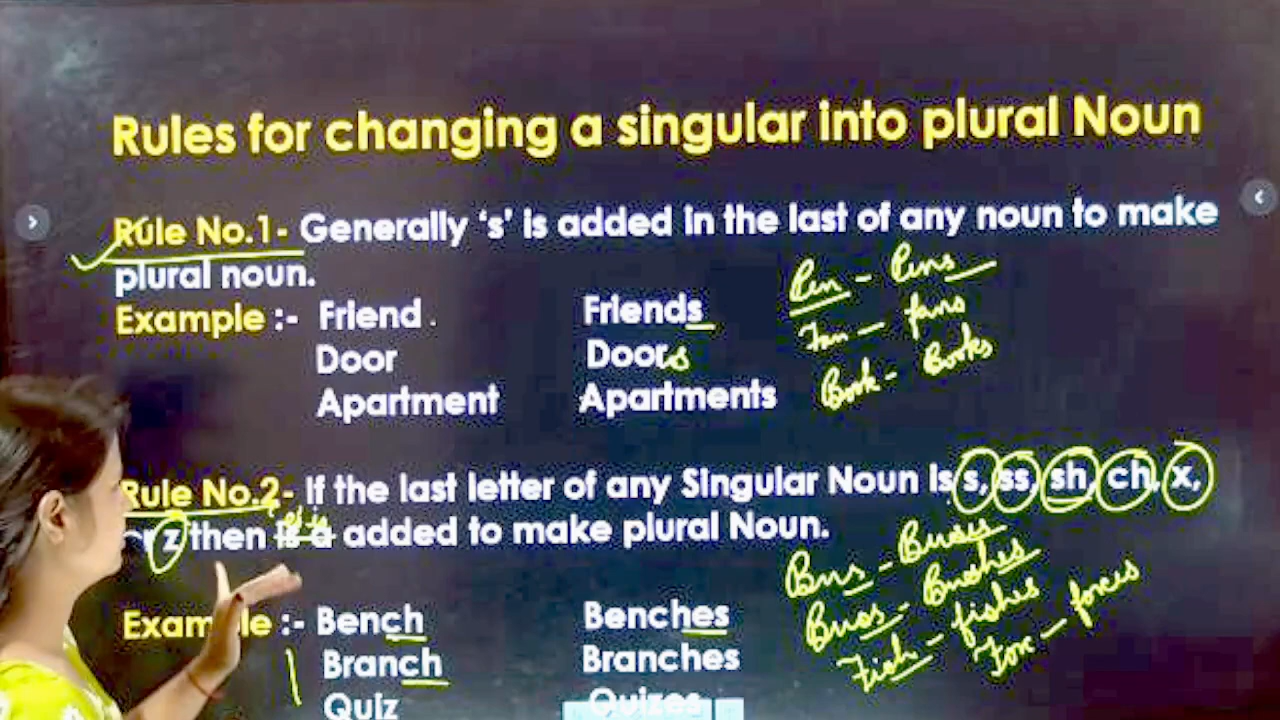 Rules for changing a singular into plural Noun
Rule No.1- Generally ‘s’ is added in the last of any noun to make
plural noun.
Example :- Friend Friends
Door Doors
Apartment Apartments
Pen - Pens
Fan - fans
Book - Books
Rule No.2- If the last letter of any Singular Noun is s, ss, sh, ch, x,
or z then is a added to make plural Noun.
Bus - Buses
Fish - fishes
Fox - foxes
Example :- Bench Benches
Branch Branches
Quiz Quizes